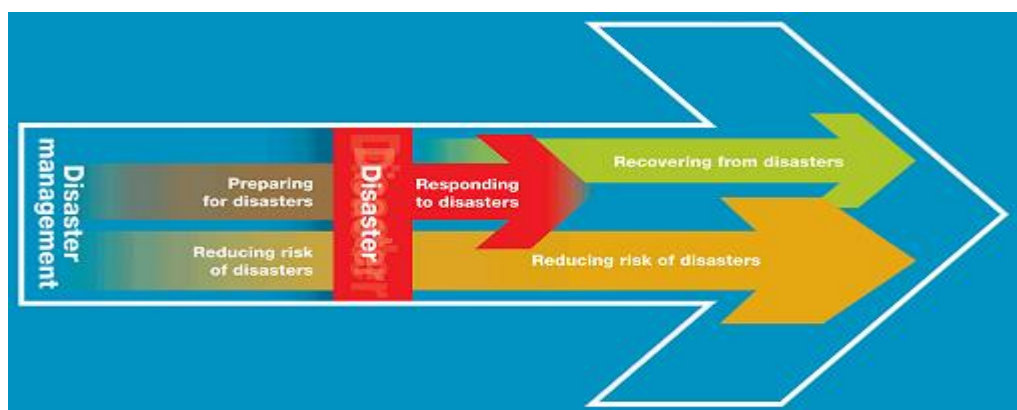 Disaster
management
Preparing
for disasters
Reducing risk
of disasters
Disaster
Responding
to disasters
Recovering from disasters
Reducing risk of disasters